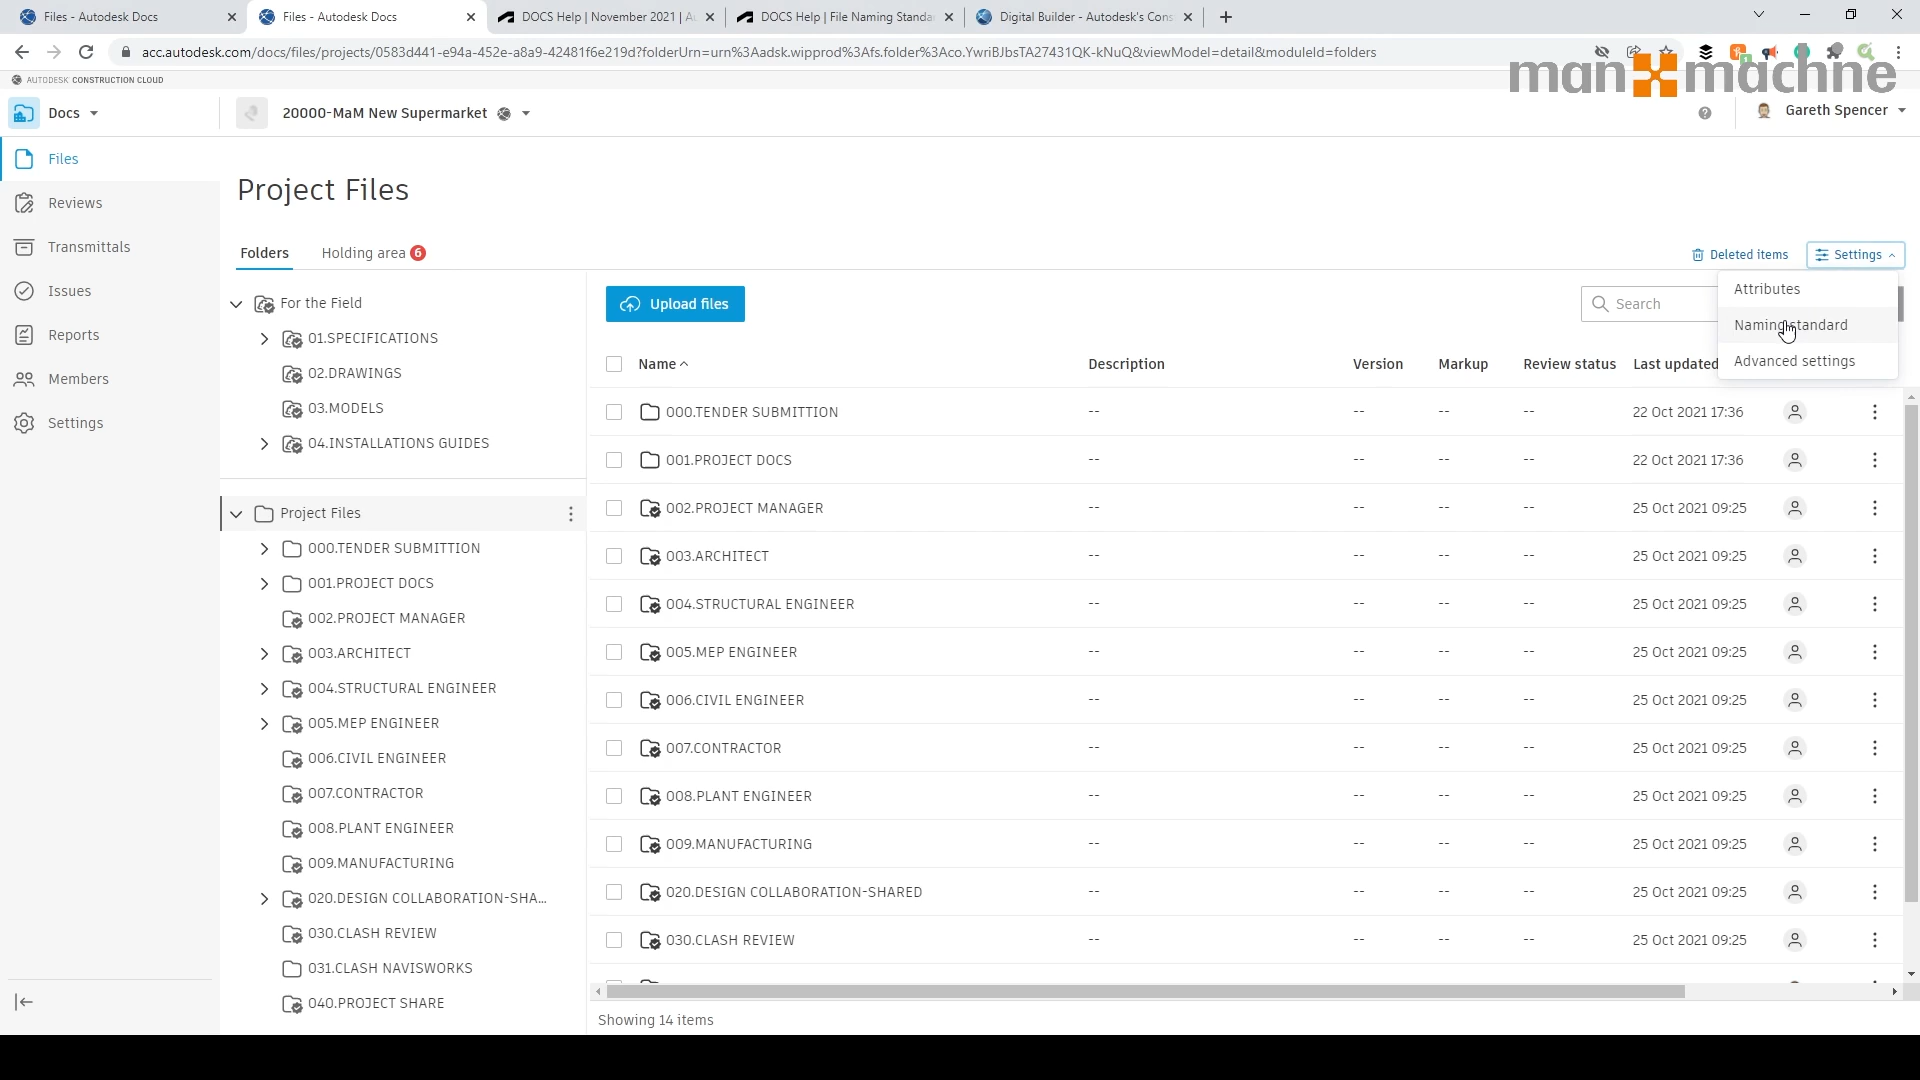 Files - Autodesk Docs
Files - Autodesk Docs
DOCS Help | November 2021 | A
DOCS Help | File Naming Standa
Digital Builder - Autodesk's Cons
acc.autodesk.com/docs/files/projects/0583d441-e94a-452e-a8a9-42481f6e219d?folderUrn=urn%3Aadsk.wipprod%3Afs.folder%3Aco.YwriBJbsTA27431QK-kNuQ&viewModel=detail&moduleId=folders
AUTODESK CONSTRUCTION CLOUD
man machne
Docs
20000-MaM New Supermarket
Gareth Spencer
Files
Reviews
Transmittals
Issues
Reports
Members
Settings
Project Files
Folders
Holding area 6
Deleted items
Settings
Attributes
Naming standard
Advanced settings
For the Field
01.SPECIFICATIONS
02.DRAWINGS
03.MODELS
04.INSTALLATIONS GUIDES
Project Files
000.TENDER SUBMITTION
001.PROJECT DOCS
002.PROJECT MANAGER
003.ARCHITECT
004.STRUCTURAL ENGINEER
005.MEP ENGINEER
006.CIVIL ENGINEER
007.CONTRACTOR
008.PLANT ENGINEER
009.MANUFACTURING
020.DESIGN COLLABORATION-SHA...
030.CLASH REVIEW
031.CLASH NAVISWORKS
040.PROJECT SHARE
Upload files
Search
Name Description Version Markup Review status Last updated
000.TENDER SUBMITTION -- -- -- -- 22 Oct 2021 17:36
001.PROJECT DOCS -- -- -- -- 22 Oct 2021 17:36
002.PROJECT MANAGER -- -- -- -- 25 Oct 2021 09:25
003.ARCHITECT -- -- -- -- 25 Oct 2021 09:25
004.STRUCTURAL ENGINEER -- -- -- -- 25 Oct 2021 09:25
005.MEP ENGINEER -- -- -- -- 25 Oct 2021 09:25
006.CIVIL ENGINEER -- -- -- -- 25 Oct 2021 09:25
007.CONTRACTOR -- -- -- -- 25 Oct 2021 09:25
008.PLANT ENGINEER -- -- -- -- 25 Oct 2021 09:25
009.MANUFACTURING -- -- -- -- 25 Oct 2021 09:25
020.DESIGN COLLABORATION-SHARED -- -- -- -- 25 Oct 2021 09:25
030.CLASH REVIEW -- -- -- -- 25 Oct 2021 09:25
Showing 14 items